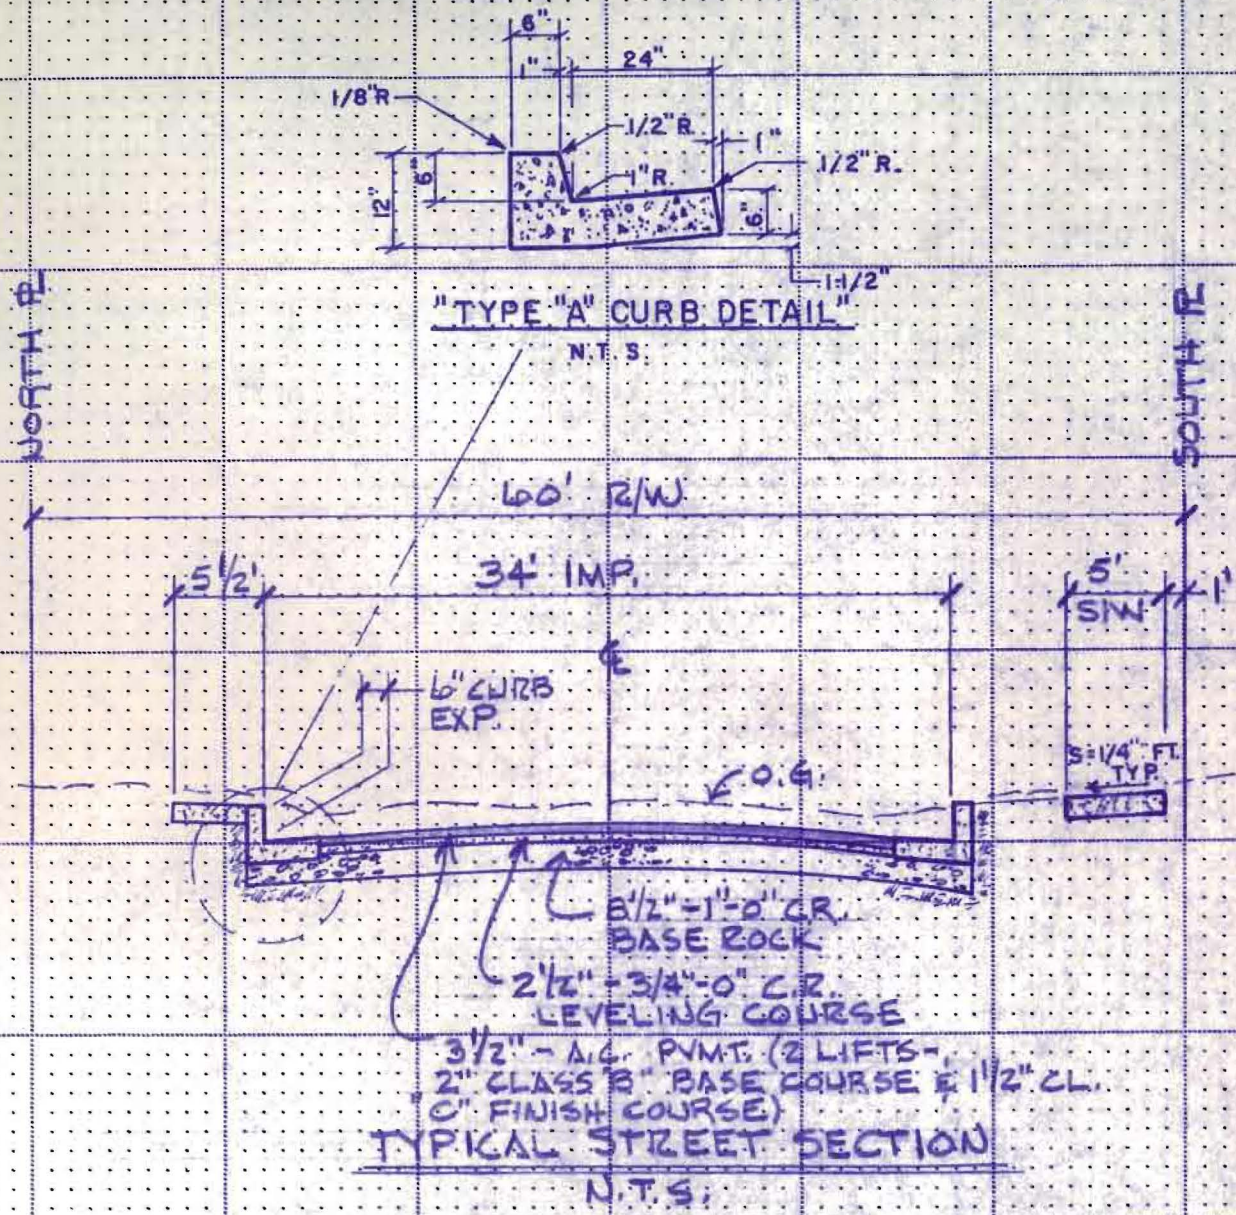 6"
1" 24"
1/8"R
1/2"R.
1"
1/2" R.
12"
6"
1"R.
6"
1-1/2"
"TYPE "A" CURB DETAIL"
N.T.S.
NORTH PL
SOUTH PL
60' R/W
5 1/2'
34' IMP.
5'
S/W
1'
CL
6" CURB
EXP.
O.G.
S=1/4" FT.
TYP.
8 1/2" - 1"-0" C.R.
BASE ROCK
2 1/2" - 3/4"-0" C.R.
LEVELING COURSE
3 1/2" - A.C. PVMT. (2 LIFTS -
2" CLASS "B" BASE COURSE & 1 1/2" CL.
"C" FINISH COURSE)
TYPICAL STREET SECTION
N.T.S.